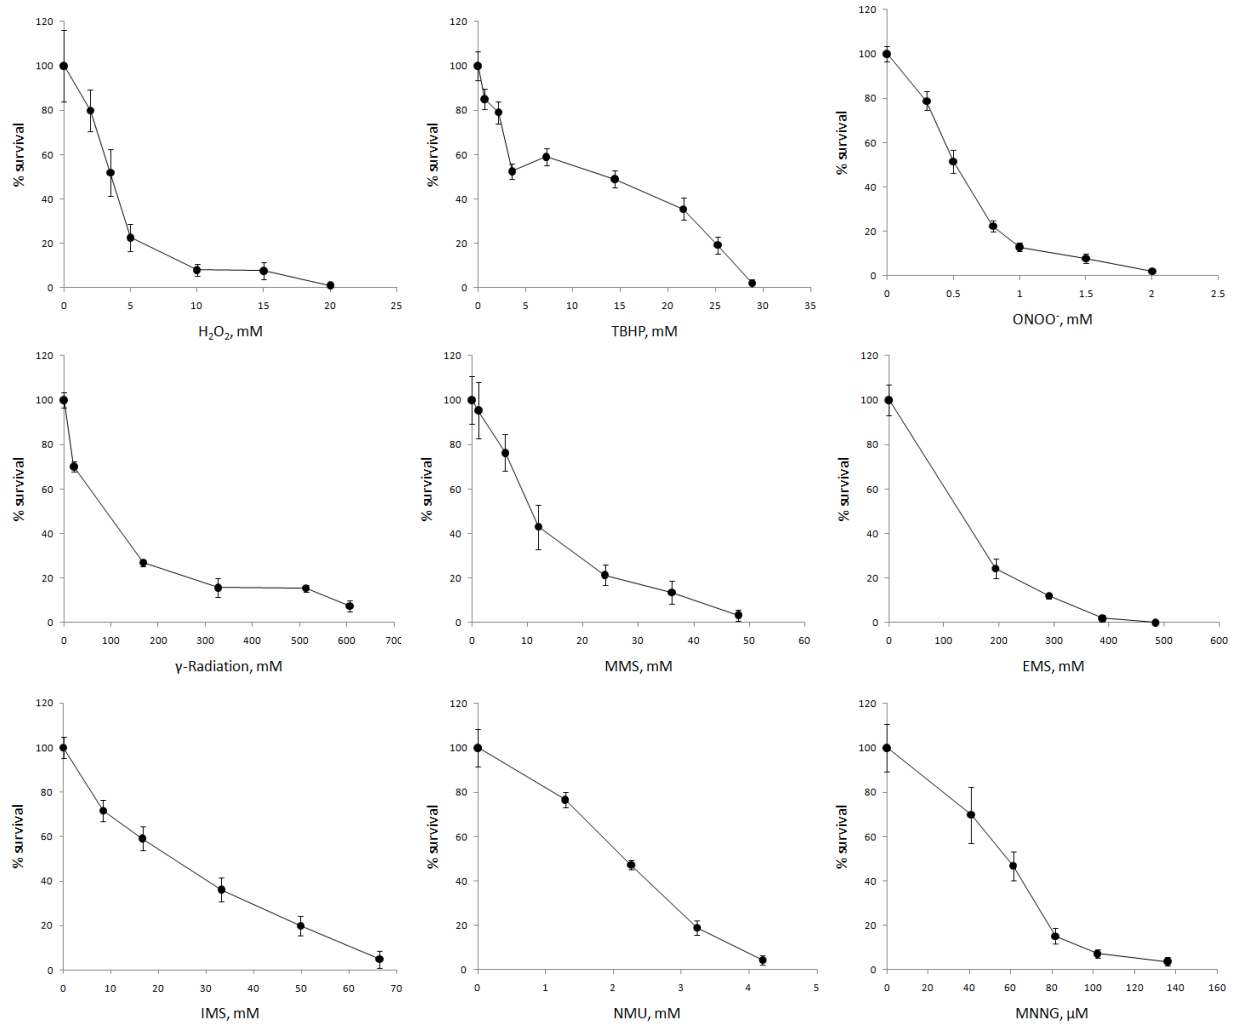 120
100
80
60
40
20
0
% survival
0 5 10 15 20 25
H₂O₂, mM
120
100
80
60
40
20
0
% survival
0 5 10 15 20 25 30 35
TBHP, mM
120
100
80
60
40
20
0
% survival
0 0.5 1 1.5 2 2.5
ONOO⁻, mM
120
100
80
60
40
20
0
% survival
0 100 200 300 400 500 600 700
γ-Radiation, mM
120
100
80
60
40
20
0
% survival
0 10 20 30 40 50 60
MMS, mM
120
100
80
60
40
20
0
% survival
0 100 200 300 400 500 600
EMS, mM
120
100
80
60
40
20
0
% survival
0 10 20 30 40 50 60 70
IMS, mM
120
100
80
60
40
20
0
% survival
0 1 2 3 4 5
NMU, mM
120
100
80
60
40
20
0
% survival
0 20 40 60 80 100 120 140 160
MNNG, μM